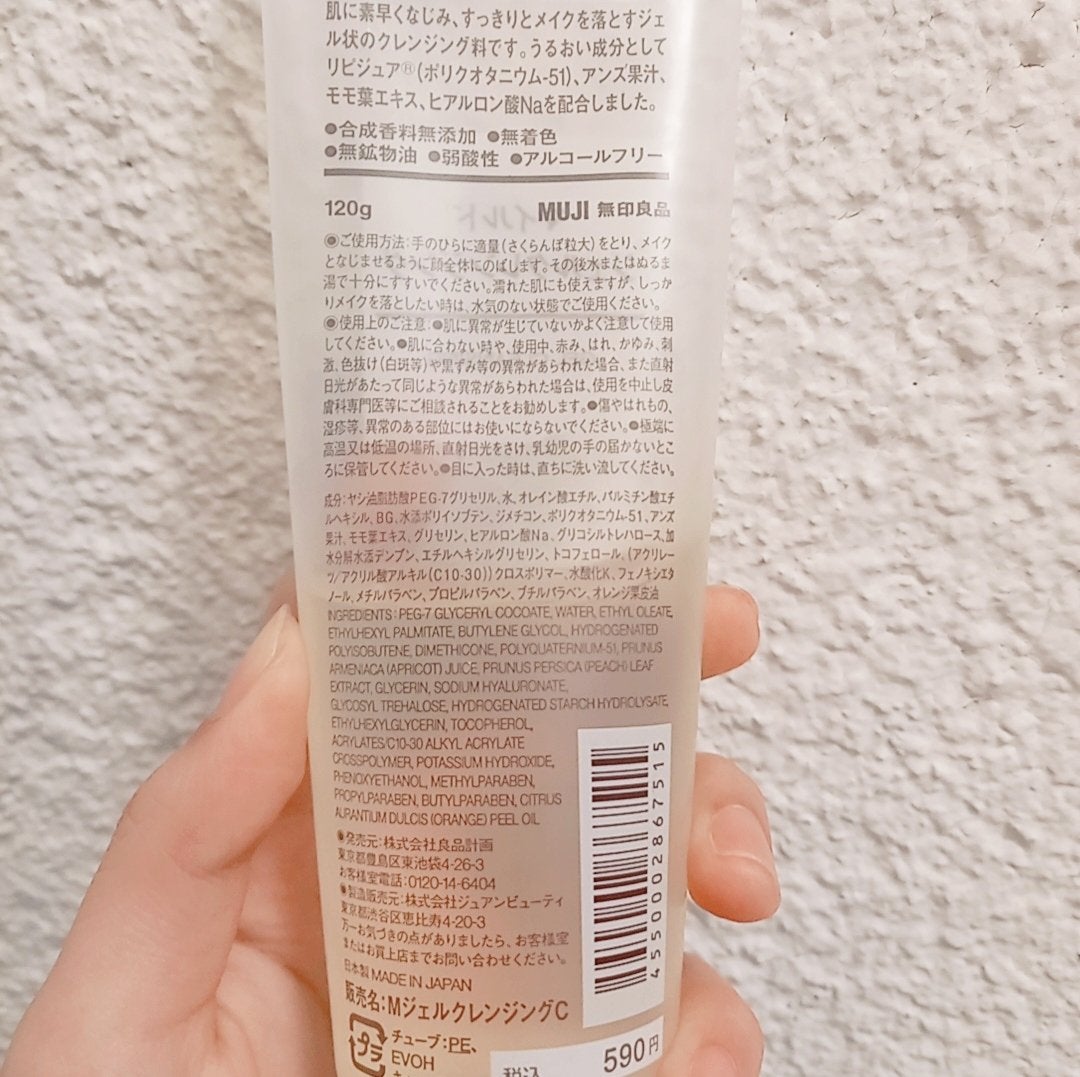 肌に素早くなじみ、すっきりとメイクを落とすジェ
ル状のクレンジング料です。うるおい成分として
リピジュア®(ポリクオタニウム-51)、アンズ果汁、
モモ葉エキス、ヒアルロン酸Naを配合しました。
●合成香料無添加 ●無着色
●無鉱物油 ●弱酸性 ●アルコールフリー
120g
MUJI 無印良品
◉ご使用方法:手のひらに適量(さくらんぼ粒大)をとり、メイク
となじませるように顔全体にのばします。その後水またはぬるま
湯で十分にすすいでください。濡れた肌にも使えますが、しっか
りメイクを落としたい時は、水気のない状態でご使用ください。
◉使用上のご注意:●肌に異常が生じていないかよく注意して使用
してください。●肌に合わない時や、使用中、赤み、はれ、かゆみ、刺
激、色抜け(白斑等)や黒ずみ等の異常があらわれた場合、また直射
日光があたって同じような異常があらわれた場合は、使用を中止し皮
膚科専門医等にご相談されることをお勧めします。●傷やはれもの、
湿疹等、異常のある部位にはお使いにならないでください。●極端に
高温又は低温の場所、直射日光をさけ、乳幼児の手の届かないとこ
ろに保管してください。●目に入った時は、直ちに洗い流してください。
成分:ヤシ油脂肪酸PEG-7グリセリル、水、オレイン酸エチル、パルミチン酸エチ
ルヘキシル、BG、水添ポリイソブテン、ジメチコン、ポリクオタニウム-51、アンズ
果汁、モモ葉エキス、グリセリン、ヒアルロン酸Na、グリコシルトレハロース、加
水分解水添デンプン、エチルヘキシルグリセリン、トコフェロール、(アクリレー
ツ/アクリル酸アルキル(C10-30))クロスポリマー、水酸化K、フェノキシエタ
ノール、メチルパラベン、プロピルパラベン、ブチルパラベン、オレンジ果皮油
INGREDIENTS:PEG-7 GLYCERYL COCOATE, WATER, ETHYL OLEATE,
ETHYLHEXYL PALMITATE, BUTYLENE GLYCOL, HYDROGENATED
POLYISOBUTENE, DIMETHICONE, POLYQUATERNIUM-51, PRUNUS
ARMENIACA (APRICOT) JUICE, PRUNUS PERSICA (PEACH) LEAF
EXTRACT, GLYCERIN, SODIUM HYALURONATE,
GLYCOSYL TREHALOSE, HYDROGENATED STARCH HYDROLYSATE,
ETHYLHEXYLGLYCERIN, TOCOPHEROL,
ACRYLATES/C10-30 ALKYL ACRYLATE
CROSSPOLYMER, POTASSIUM HYDROXIDE,
PHENOXYETHANOL, METHYLPARABEN,
PROPYLPARABEN, BUTYLPARABEN, CITRUS
AURANTIUM DULCIS (ORANGE) PEEL OIL
●発売元:株式会社良品計画
東京都豊島区東池袋4-26-3
お客様室電話:0120-14-6404
●製造販売元:株式会社ジュアンビューティ
東京都渋谷区恵比寿4-20-3
万一お気づきの点がありましたら、お客様室
またはお買上店までお問い合わせください。
日本製 MADE IN JAPAN
販売名:MジェルクレンジングC
プラ
チューブ:PE、
EVOH
4550002867515
税込 590円